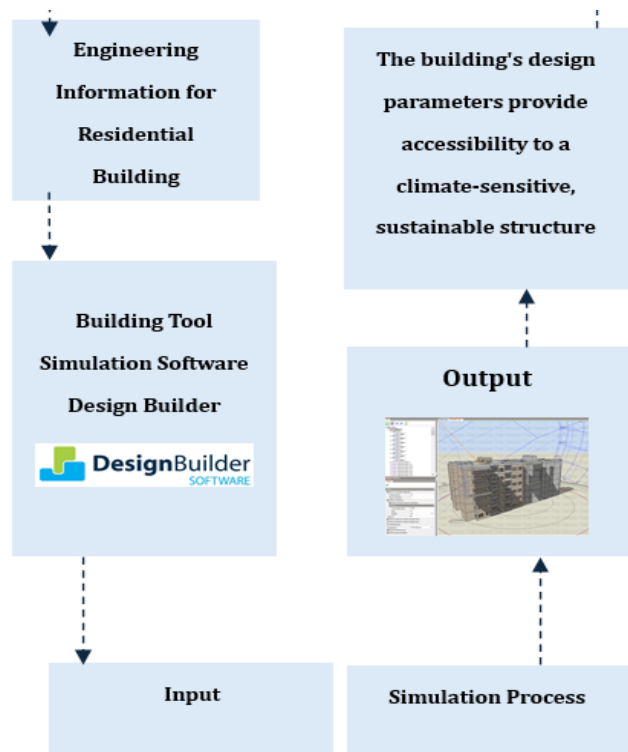 Engineering
Information for
Residential
Building
Building Tool
Simulation Software
Design Builder
DesignBuilder
SOFTWARE
Input
The building's design
parameters provide
accessibility to a
climate-sensitive,
sustainable structure
Output
Simulation Process